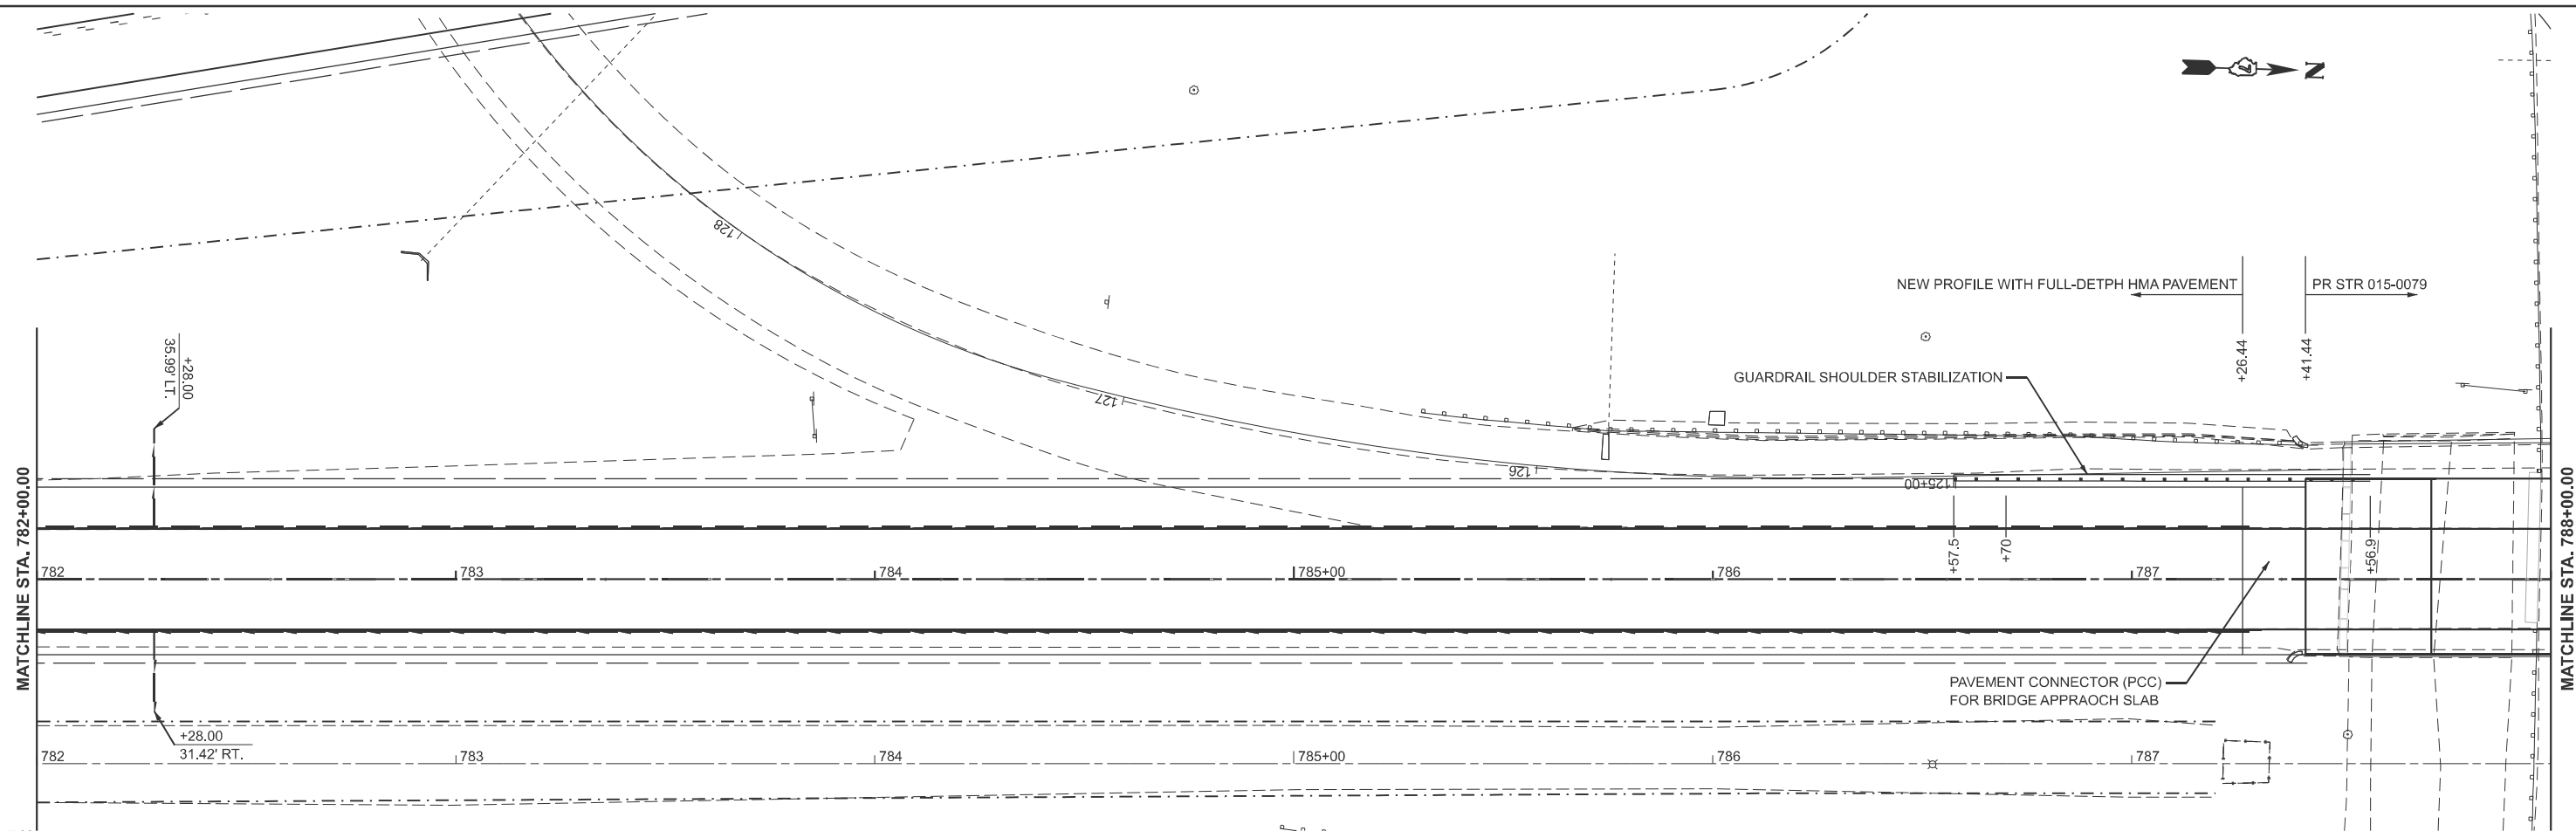 N
128
NEW PROFILE WITH FULL-DETPH HMA PAVEMENT
PR STR 015-0079
+28.00
35.99' LT.
+26.44
+41.44
GUARDRAIL SHOULDER STABILIZATION
127
126
125+00
MATCHLINE STA. 782+00.00
MATCHLINE STA. 788+00.00
+57.5
+70
+56.9
782
783
784
785+00
786
787
PAVEMENT CONNECTOR (PCC)
FOR BRIDGE APPRAOCH SLAB
+28.00
31.42' RT.
782
783
784
785+00
786
787